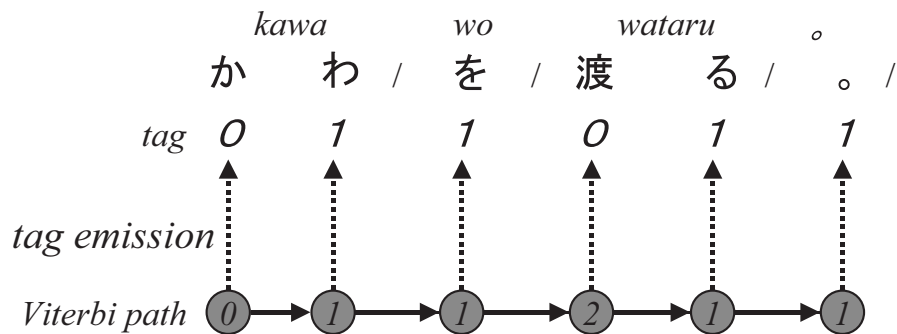 kawa wo wataru 。
か わ / を / 渡 る / 。 /
tag 0 1 1 0 1 1
tag emission
Viterbi path 0 1 1 2 1 1